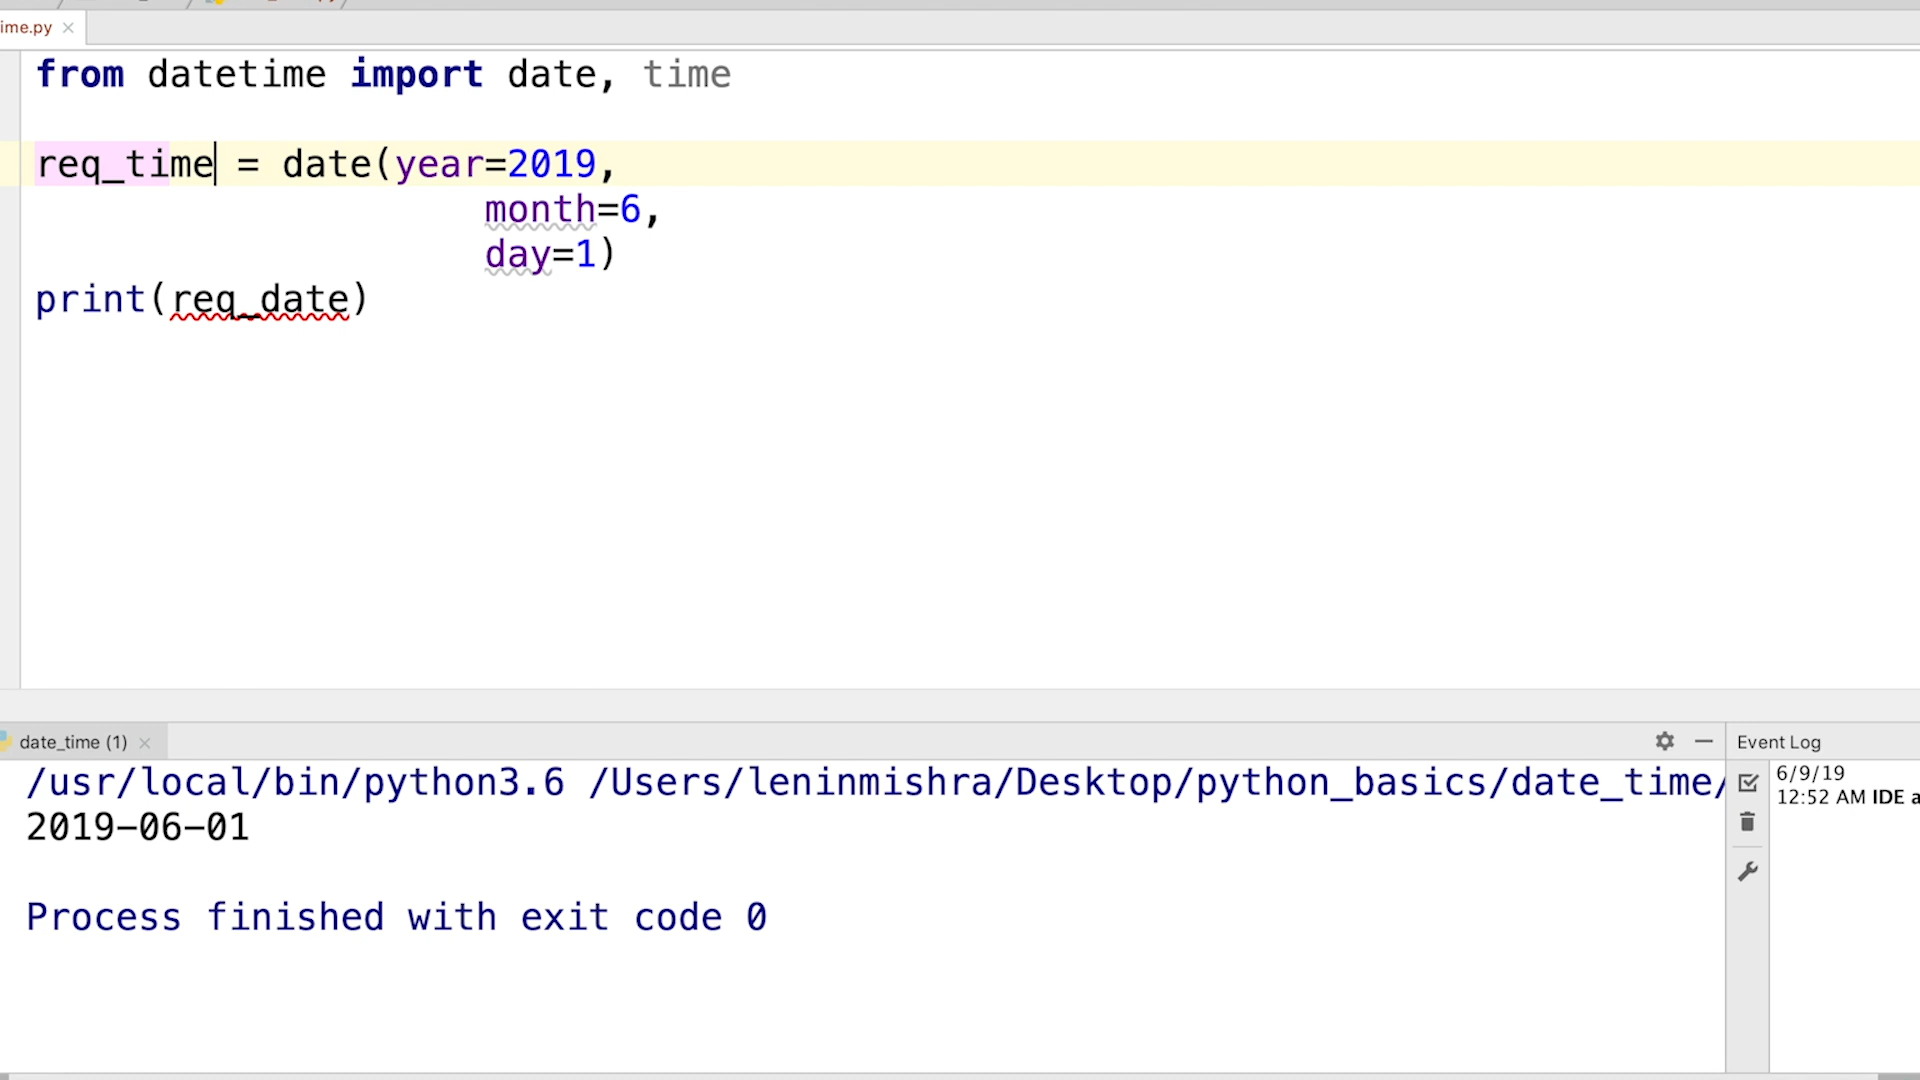 ime.py
from datetime import date, time
req_time = date(year=2019,
month=6,
day=1)
print(req_date)
date_time (1)
Event Log
/usr/local/bin/python3.6 /Users/leninmishra/Desktop/python_basics/date_time/
2019-06-01
Process finished with exit code 0
6/9/19
12:52 AM IDE a